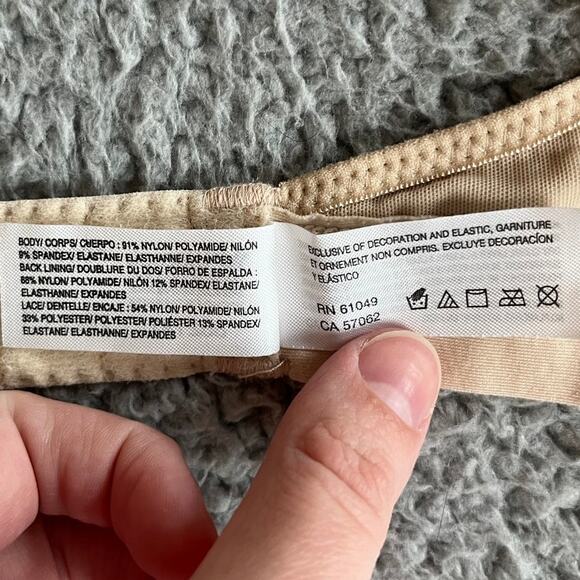 BODY/ CORPS/ CUERPO : 91% NYLON/ POLYAMIDE/ NILÓN
9% SPANDEX/ ELASTANE/ ELASTHANNE/ EXPANDES
BACK LINING/ DOUBLURE DU DOS/ FORRO DE ESPALDA :
88% NYLON/ POLYAMIDE/ NILÓN 12% SPANDEX/ ELASTANE/
ELASTHANNE/ EXPANDES
LACE/ DENTELLE/ ENCAJE : 54% NYLON/ POLYAMIDE/ NILÓN
33% POLYESTER/ POLYESTER/ POLIÉSTER 13% SPANDEX/
ELASTANE/ ELASTHANNE/ EXPANDES
EXCLUSIVE OF DECORATION AND ELASTIC, GARNITURE
ET ORNEMENT NON COMPRIS. EXCLUYE DECORACÍON
Y ELÁSTICO
RN 61049
CA 57062